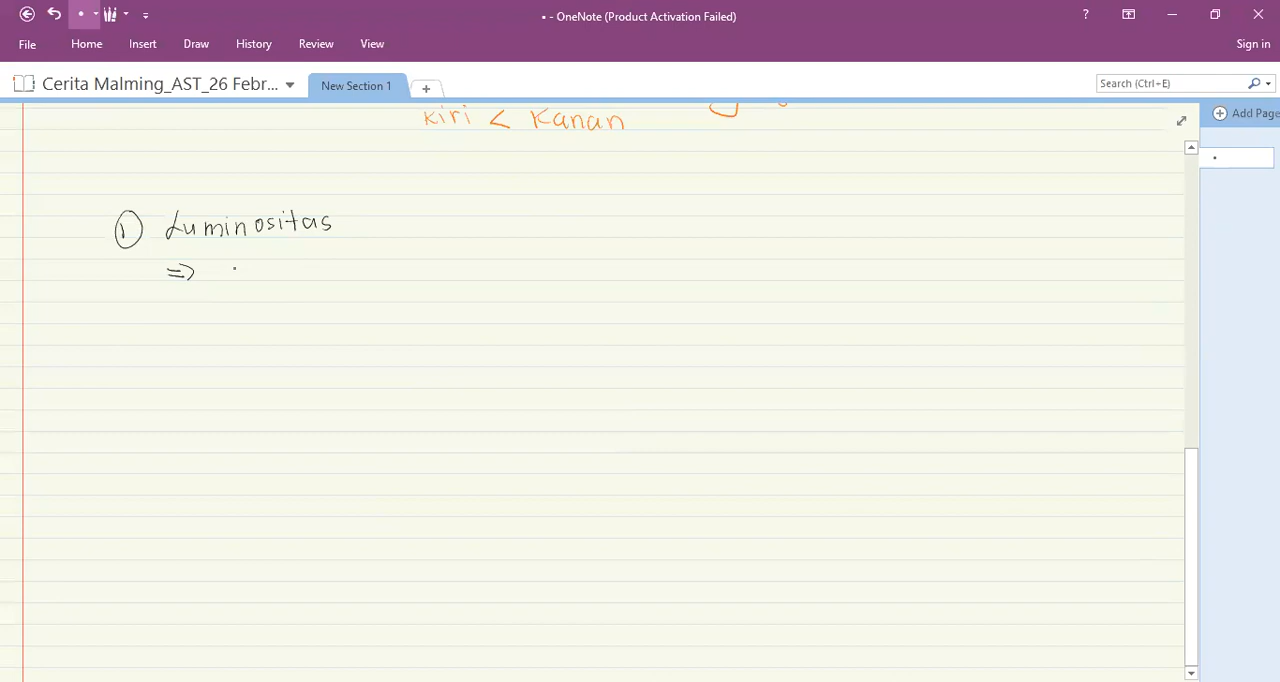 • - OneNote (Product Activation Failed)
?
File Home Insert Draw History Review View
Sign in
Cerita Malming_AST_26 Febr...
New Section 1
Search (Ctrl+E)
Add Page
kiri < kanan
① Luminositas
⇒